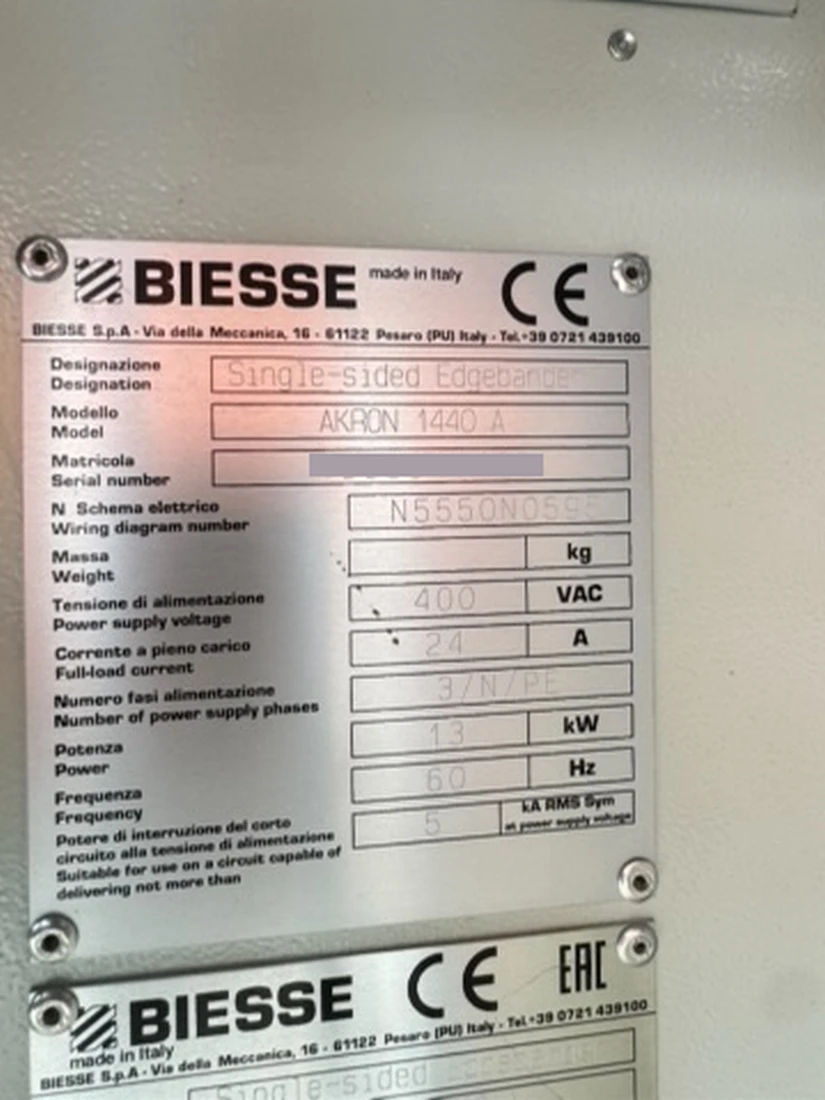 BIESSE made in Italy CE
BIESSE S.p.A - Via della Meccanica, 16 - 61122 Pesaro (PU) Italy - Tel.+39 0721 439100
Designazione
Designation
Single-sided Edgebander
Modello
Model
AKRON 1440 A
Matricola
Serial number
N Schema elettrico
Wiring diagram number
N5550N0595
Massa
Weight
kg
Tensione di alimentazione
Power supply voltage
400 VAC
Corrente a pieno carico
Full-load current
24 A
Numero fasi alimentazione
Number of power supply phases
3/N/PE
Potenza
Power
13 kW
Frequenza
Frequency
60 Hz
Potere di interruzione del corto
circuito alla tensione di alimentazione
Suitable for use on a circuit capable of
delivering not more than
5 kA RMS Sym
at power supply voltage
BIESSE CE EAC
made in Italy
BIESSE S.p.A - Via della Meccanica, 16 - 61122 Pesaro (PU) Italy - Tel.+39 0721 439100
Single-sided